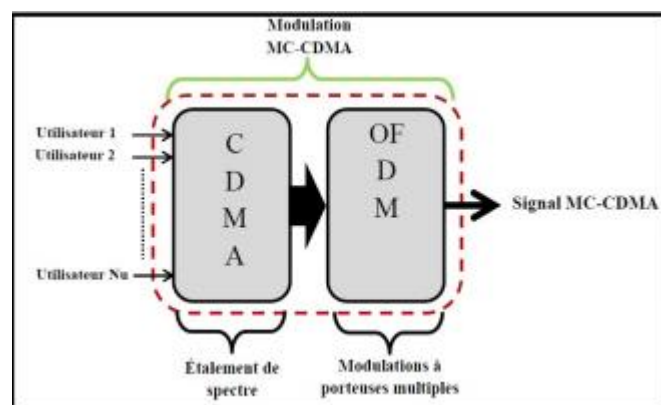 Modulation
MC-CDMA
Utilisateur 1
Utilisateur 2
Utilisateur Nu
C
D
M
A
OF
D
M
Signal MC-CDMA
Étalement de
spectre
Modulations à
porteuses multiples